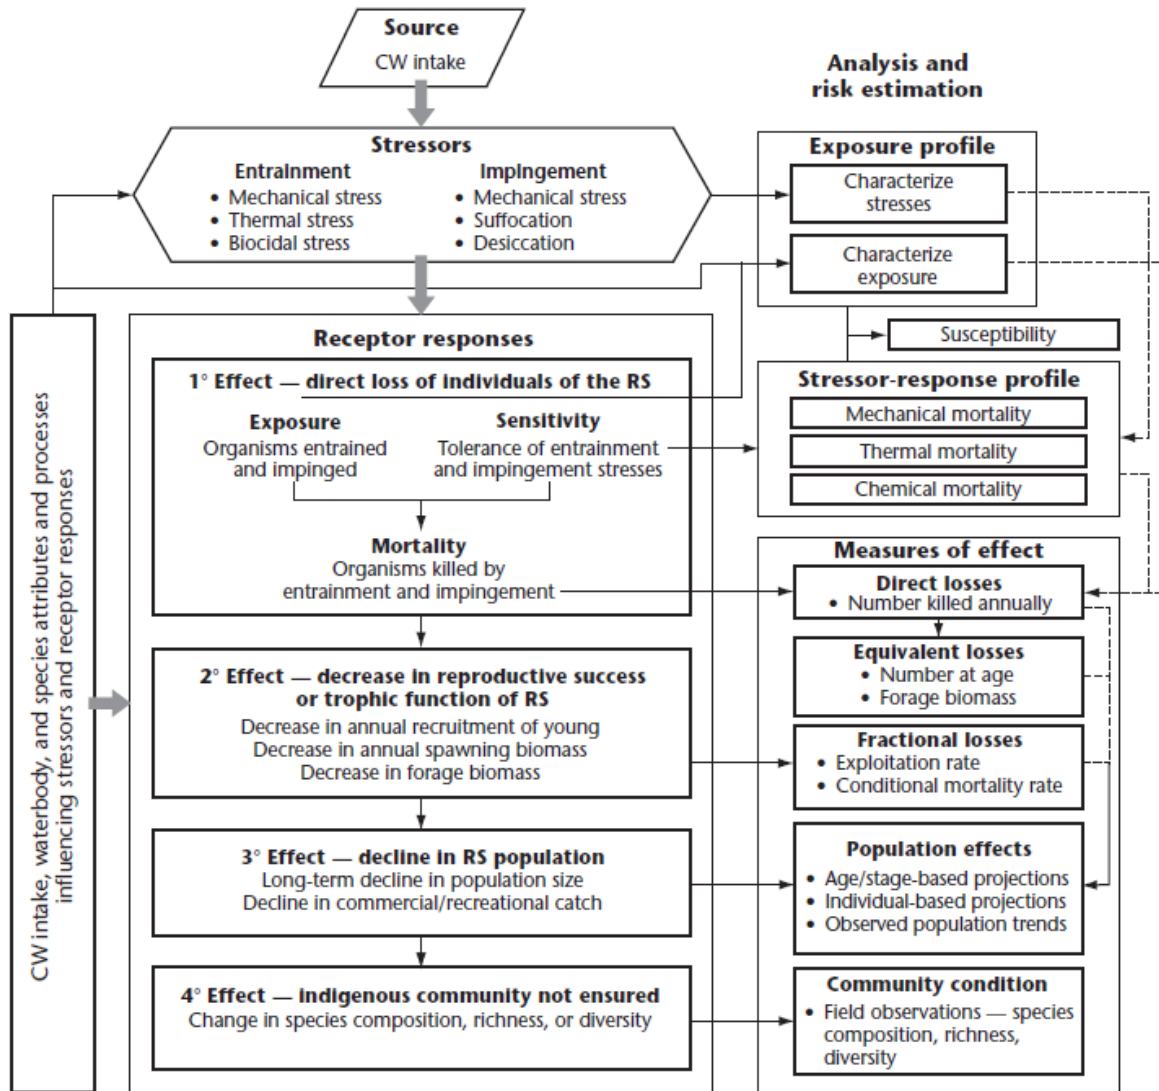 Source
CW intake
Analysis and
risk estimation
Stressors
Entrainment
• Mechanical stress
• Thermal stress
• Biocidal stress
Impingement
• Mechanical stress
• Suffocation
• Desiccation
Exposure profile
Characterize
stresses
Characterize
exposure
Susceptibility
CW intake, waterbody, and species attributes and processes
influencing stressors and receptor responses
Receptor responses
1° Effect — direct loss of individuals of the RS
Exposure
Organisms entrained
and impinged
Sensitivity
Tolerance of entrainment
and impingement stresses
Mortality
Organisms killed by
entrainment and impingement
2° Effect — decrease in reproductive success
or trophic function of RS
Decrease in annual recruitment of young
Decrease in annual spawning biomass
Decrease in forage biomass
3° Effect — decline in RS population
Long-term decline in population size
Decline in commercial/recreational catch
4° Effect — indigenous community not ensured
Change in species composition, richness, or diversity
Stressor-response profile
Mechanical mortality
Thermal mortality
Chemical mortality
Measures of effect
Direct losses
• Number killed annually
Equivalent losses
• Number at age
• Forage biomass
Fractional losses
• Exploitation rate
• Conditional mortality rate
Population effects
• Age/stage-based projections
• Individual-based projections
• Observed population trends
Community condition
• Field observations — species
composition, richness,
diversity